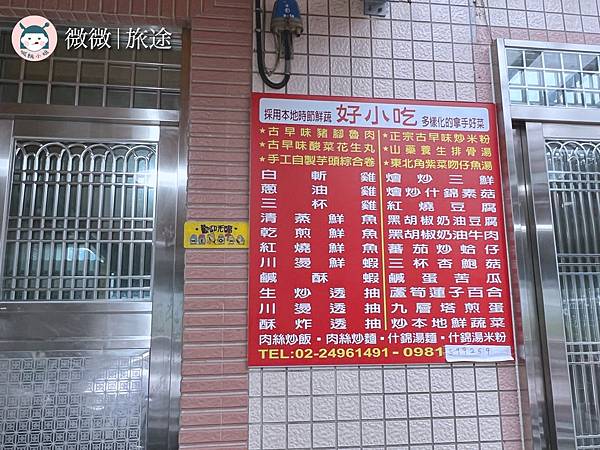 微微|旅途
採用本地時節鮮蔬 好小吃 多樣化的拿手好菜
★古早味豬腳魯肉 ★正宗古早味炒米粉
★古早味酸菜花生丸 ★山藥養生排骨湯
★手工自製芋頭綜合卷 ★東北角紫菜吻仔魚湯
白斬雞 燴炒三鮮
蔥油雞 燴炒什錦素菇
三杯雞 紅燒豆腐
清蒸鮮魚 黑胡椒奶油豆腐
乾煎鮮魚 黑胡椒奶油牛肉
紅燒鮮魚 蕃茄炒蛤仔
川燙鮮蝦 三杯杏鮑菇
鹹酥蝦 鹹蛋苦瓜
生炒透抽 蘆筍蓮子百合
川燙透抽 九層塔煎蛋
酥炸透抽 炒本地鮮蔬菜
肉絲炒飯・肉絲炒麵・什錦湯麵・什錦湯米粉
TEL:02-24961491-0981